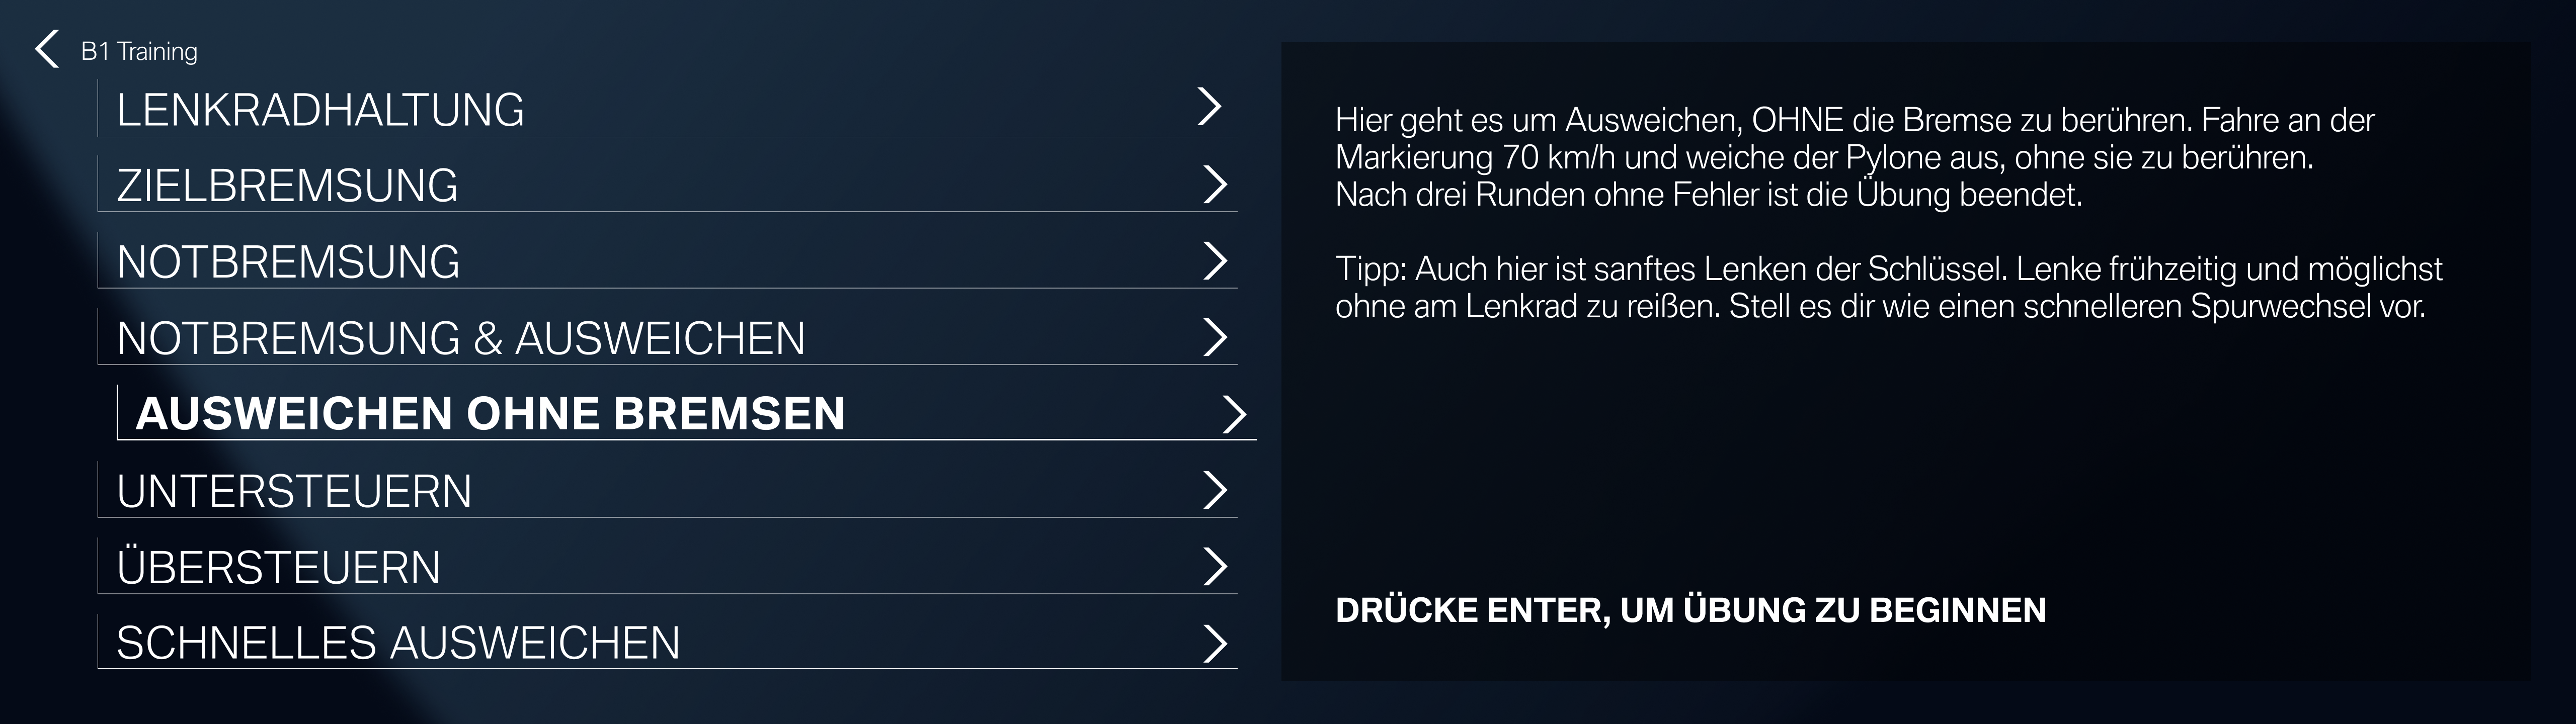 B1 Training
LENKRADHALTUNG
ZIELBREMSUNG
NOTBREMSUNG
NOTBREMSUNG & AUSWEICHEN
AUSWEICHEN OHNE BREMSEN
UNTERSTEUERN
ÜBERSTEUERN
SCHNELLES AUSWEICHEN
Hier geht es um Ausweichen, OHNE die Bremse zu berühren. Fahre an der
Markierung 70 km/h und weiche der Pylone aus, ohne sie zu berühren.
Nach drei Runden ohne Fehler ist die Übung beendet.
Tipp: Auch hier ist sanftes Lenken der Schlüssel. Lenke frühzeitig und möglichst
ohne am Lenkrad zu reißen. Stell es dir wie einen schnelleren Spurwechsel vor.
DRÜCKE ENTER, UM ÜBUNG ZU BEGINNEN